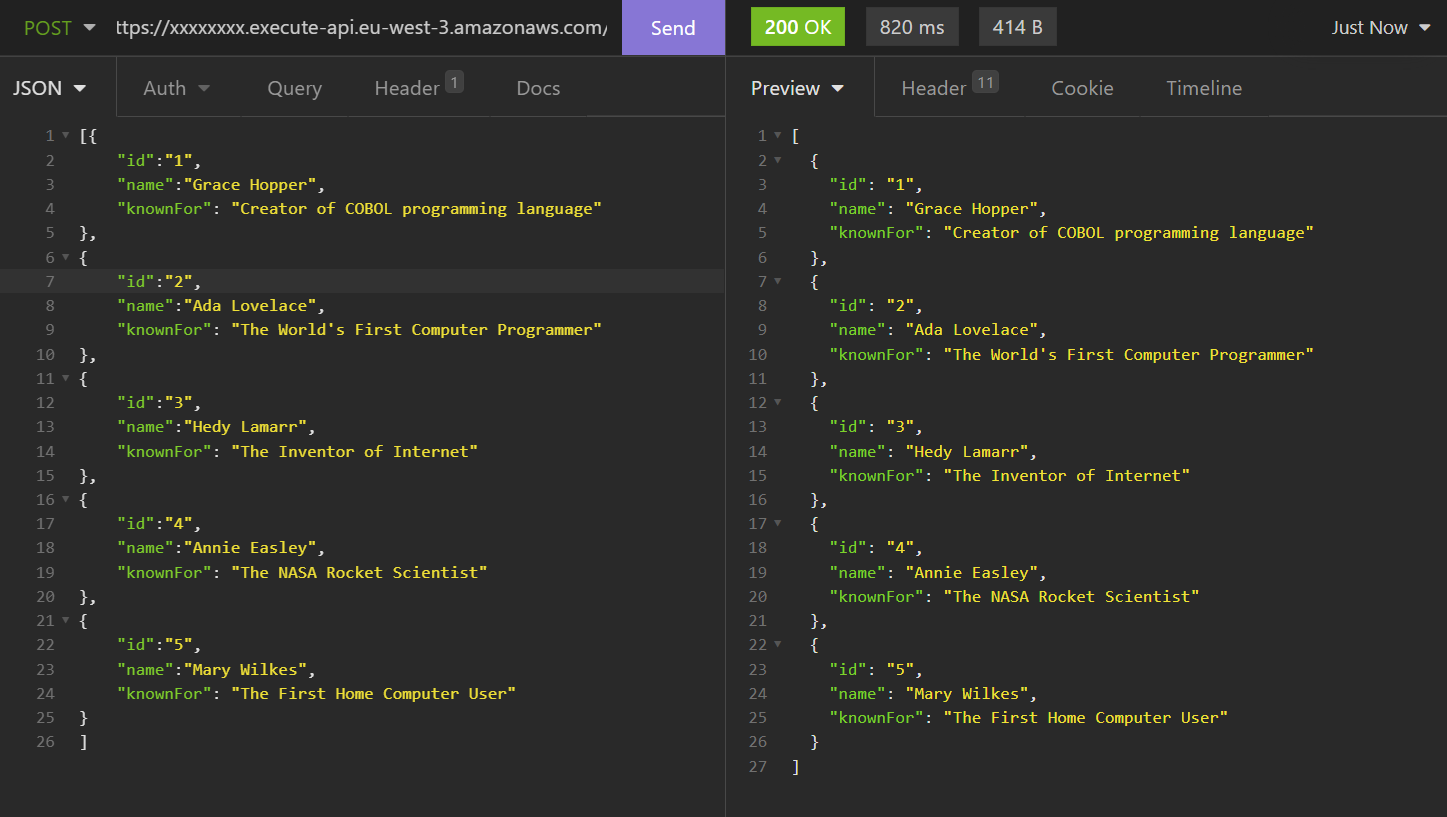 POST ttps://xxxxxxxx.execute-api.eu-west-3.amazonaws.com/ Send 200 OK 820 ms 414 B Just Now
JSON Auth Query Header 1 Docs
1 [{
2 "id":"1",
3 "name":"Grace Hopper",
4 "knownFor": "Creator of COBOL programming language"
5 },
6 {
7 "id":"2",
8 "name":"Ada Lovelace",
9 "knownFor": "The World's First Computer Programmer"
10 },
11 {
12 "id":"3",
13 "name":"Hedy Lamarr",
14 "knownFor": "The Inventor of Internet"
15 },
16 {
17 "id":"4",
18 "name":"Annie Easley",
19 "knownFor": "The NASA Rocket Scientist"
20 },
21 {
22 "id":"5",
23 "name":"Mary Wilkes",
24 "knownFor": "The First Home Computer User"
25 }
26 ]
Preview Header 11 Cookie Timeline
1 [
2 {
3 "id": "1",
4 "name": "Grace Hopper",
5 "knownFor": "Creator of COBOL programming language"
6 },
7 {
8 "id": "2",
9 "name": "Ada Lovelace",
10 "knownFor": "The World's First Computer Programmer"
11 },
12 {
13 "id": "3",
14 "name": "Hedy Lamarr",
15 "knownFor": "The Inventor of Internet"
16 },
17 {
18 "id": "4",
19 "name": "Annie Easley",
20 "knownFor": "The NASA Rocket Scientist"
21 },
22 {
23 "id": "5",
24 "name": "Mary Wilkes",
25 "knownFor": "The First Home Computer User"
26 }
27 ]